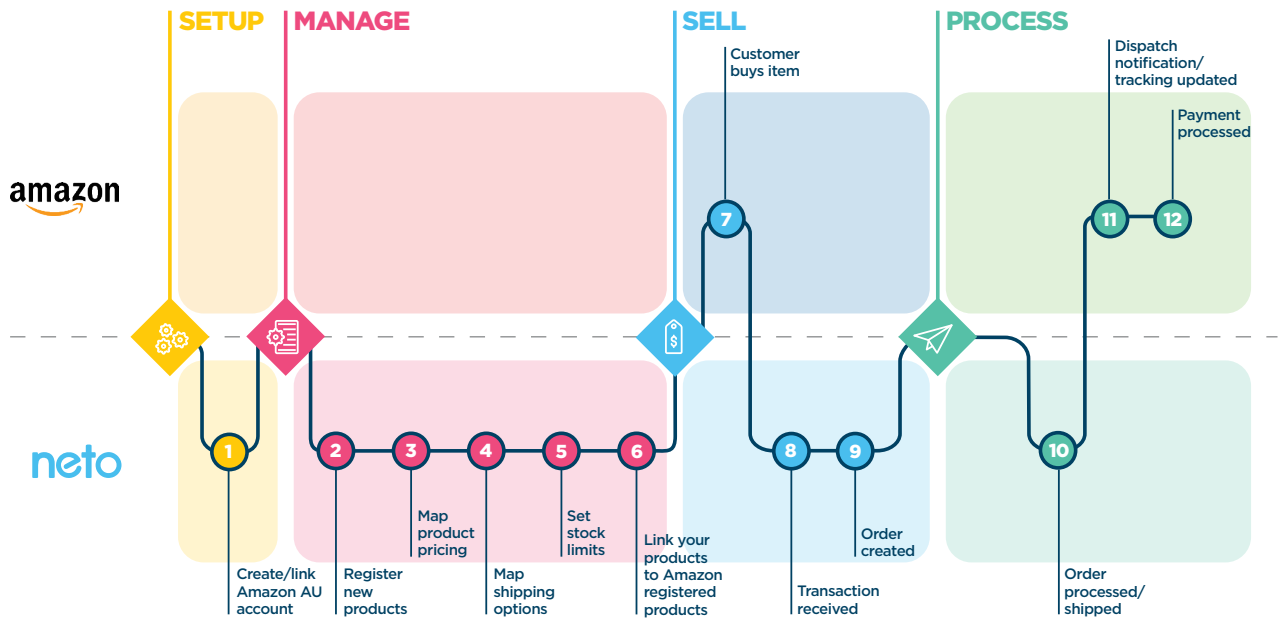 SETUP
MANAGE
SELL
PROCESS
Customer
buys item
Dispatch
notification/
tracking updated
Payment
processed
amazon
7
11
12
$
neto
1
2
3
4
5
6
8
9
10
Map
product
pricing
Set
stock
limits
Link your
products
to Amazon
registered
products
Order
created
Create/link
Amazon AU
account
Register
new
products
Map
shipping
options
Transaction
received
Order
processed/
shipped